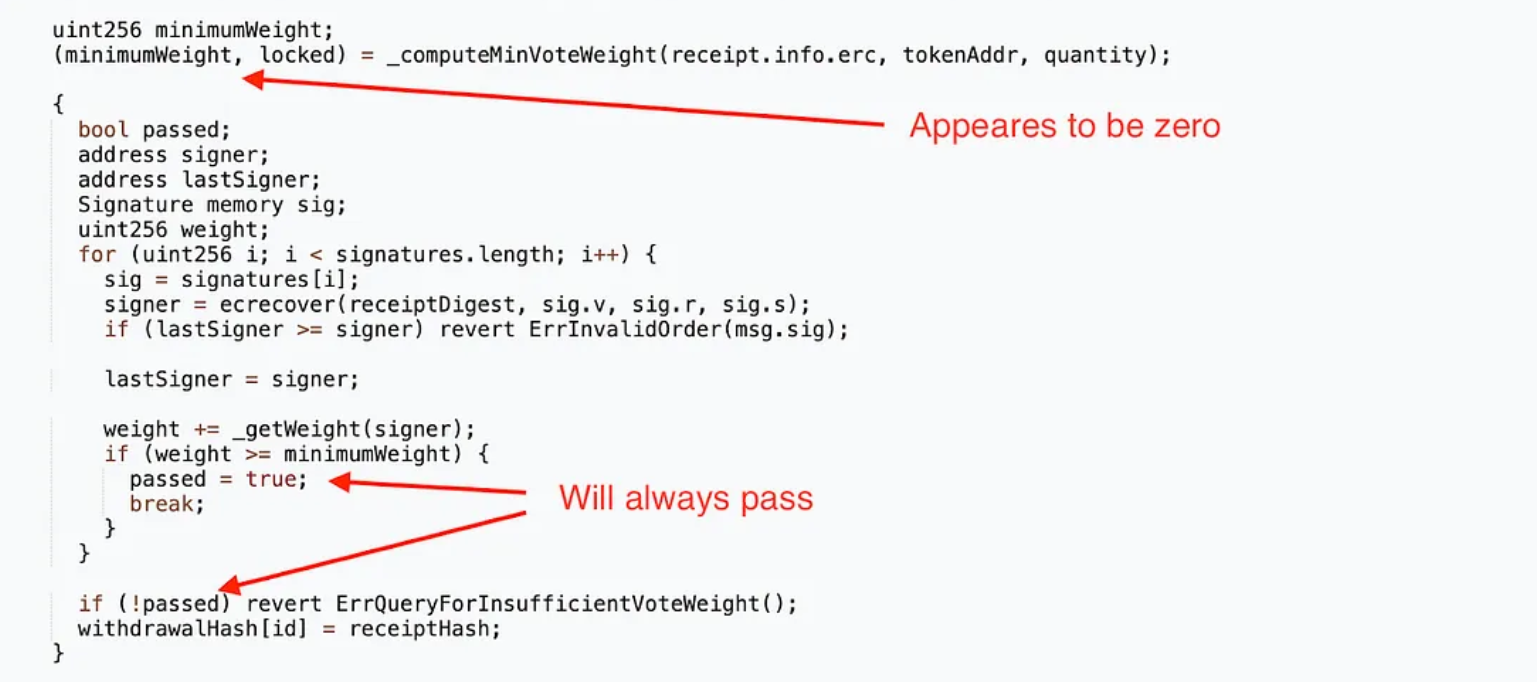 uint256 minimumWeight;
(minimumWeight, locked) = _computeMinVoteWeight(receipt.info.erc, tokenAddr, quantity);
Appeares to be zero
{
bool passed;
address signer;
address lastSigner;
Signature memory sig;
uint256 weight;
for (uint256 i; i < signatures.length; i++) {
sig = signatures[i];
signer = ecrecover(receiptDigest, sig.v, sig.r, sig.s);
if (lastSigner >= signer) revert ErrInvalidOrder(msg.sig);
lastSigner = signer;
weight += _getWeight(signer);
if (weight >= minimumWeight) {
passed = true;
Will always pass
break;
}
}
if (!passed) revert ErrQueryForInsufficientVoteWeight();
withdrawalHash[id] = receiptHash;
}